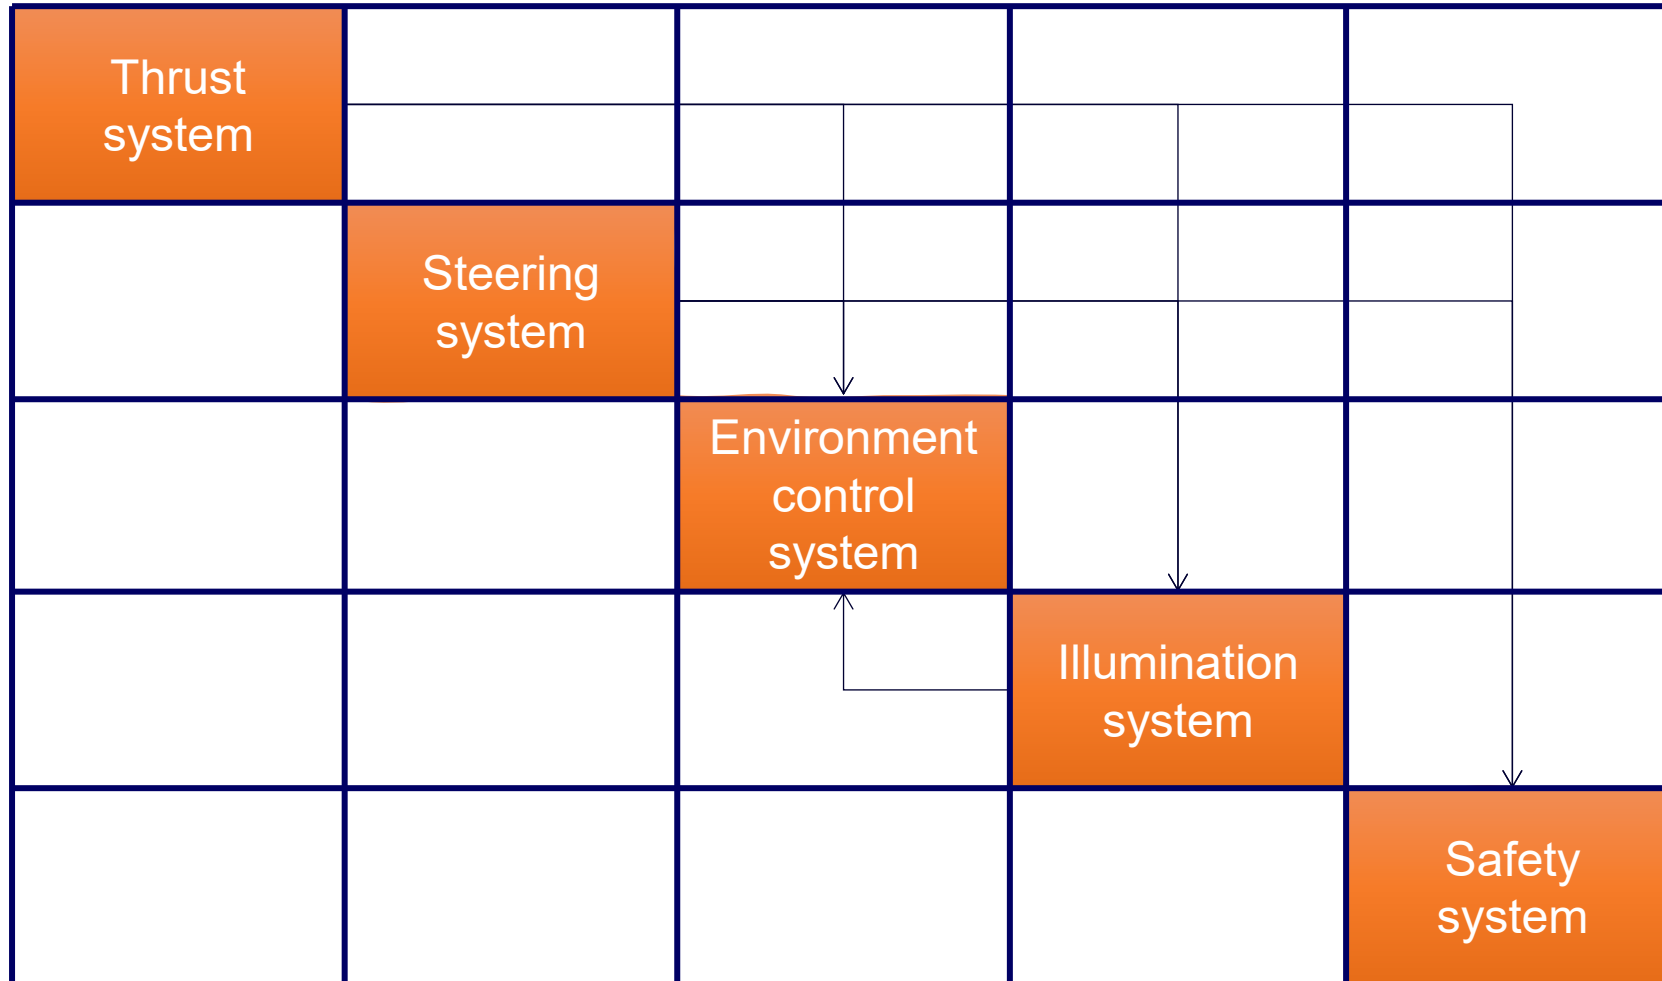 Thrust
system
Steering
system
Environment
control
system
Illumination
system
Safety
system